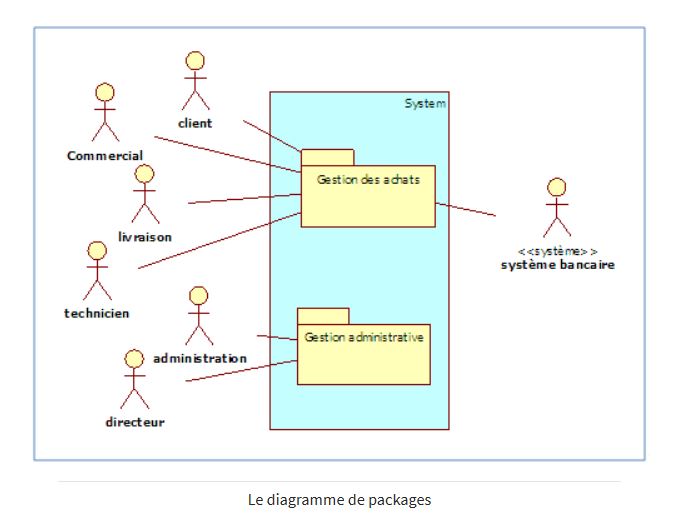 System
client
Commercial
Gestion des achats
livraison
<<système>>
système bancaire
technicien
Gestion administrative
administration
directeur
Le diagramme de packages